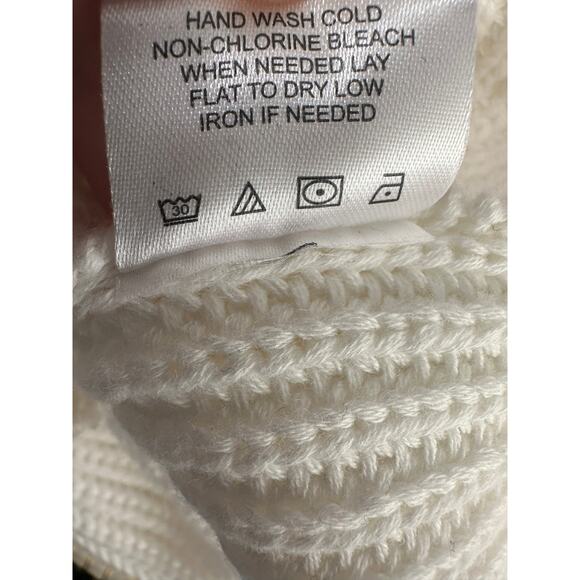 HAND WASH COLD
NON-CHLORINE BLEACH
WHEN NEEDED LAY
FLAT TO DRY LOW
IRON IF NEEDED
30